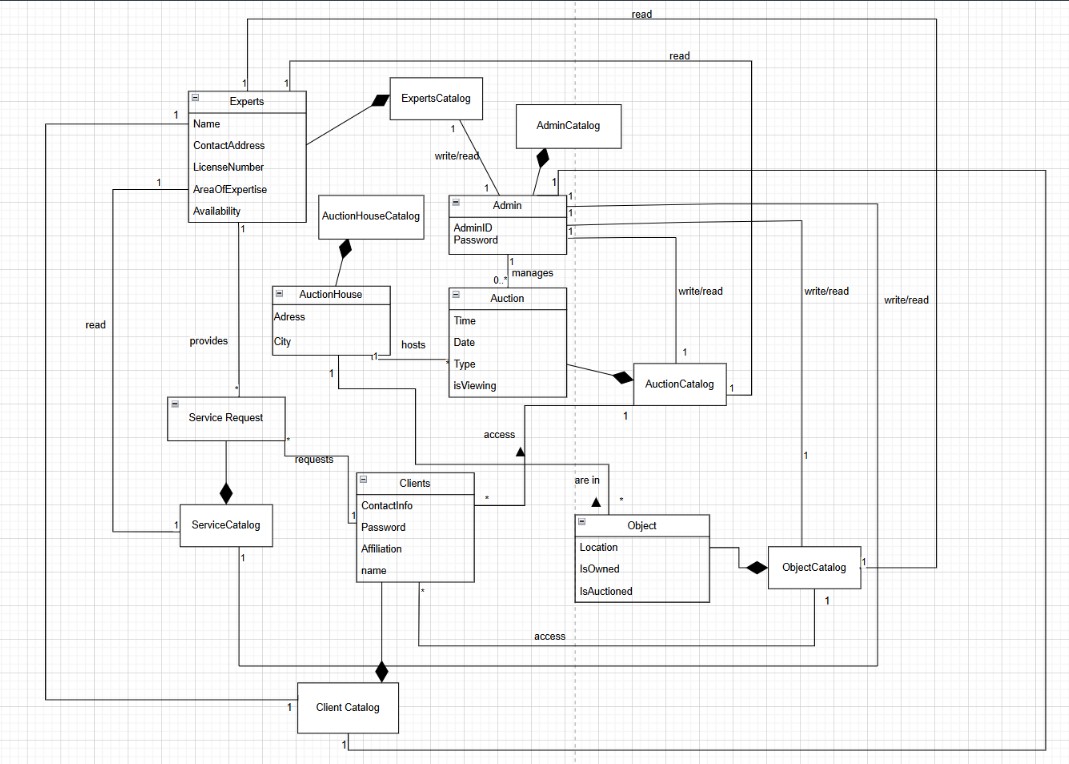 read
read
1
1
Experts
ExpertsCatalog
AdminCatalog
1
Name
ContactAddress
LicenseNumber
AreaOfExpertise
Availability
1
1
write/read
1
1
1
Admin
1
1
1
AdminID
Password
AuctionHouseCatalog
1
1
manages
0..*
AuctionHouse
Adress
City
Auction
Time
Date
Type
isViewing
write/read
write/read
write/read
read
provides
hosts
1
*
1
1
AuctionCatalog
1
1
*
Service Request
*
requests
access
1
Clients
ContactInfo
Password
Affiliation
name
*
1
are in
*
Object
Location
IsOwned
IsAuctioned
ServiceCatalog
1
1
ObjectCatalog
1
1
*
access
Client Catalog
1
1